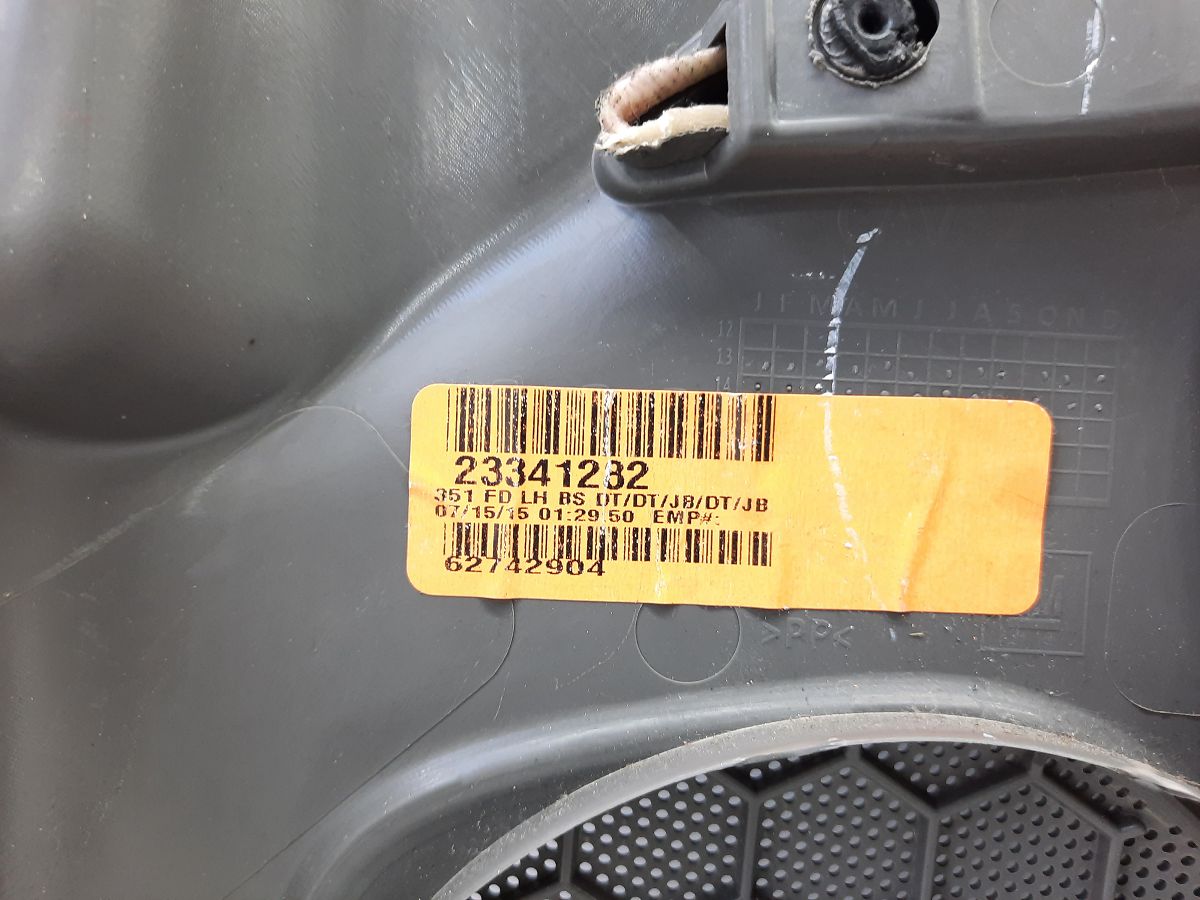 J F M A M J J A S O N D
12
13
14
23341282
351 FD LH BS DT/DT/JB/DT/JB
07/15/15 01:29:50 EMP#:
62742904
>PP<